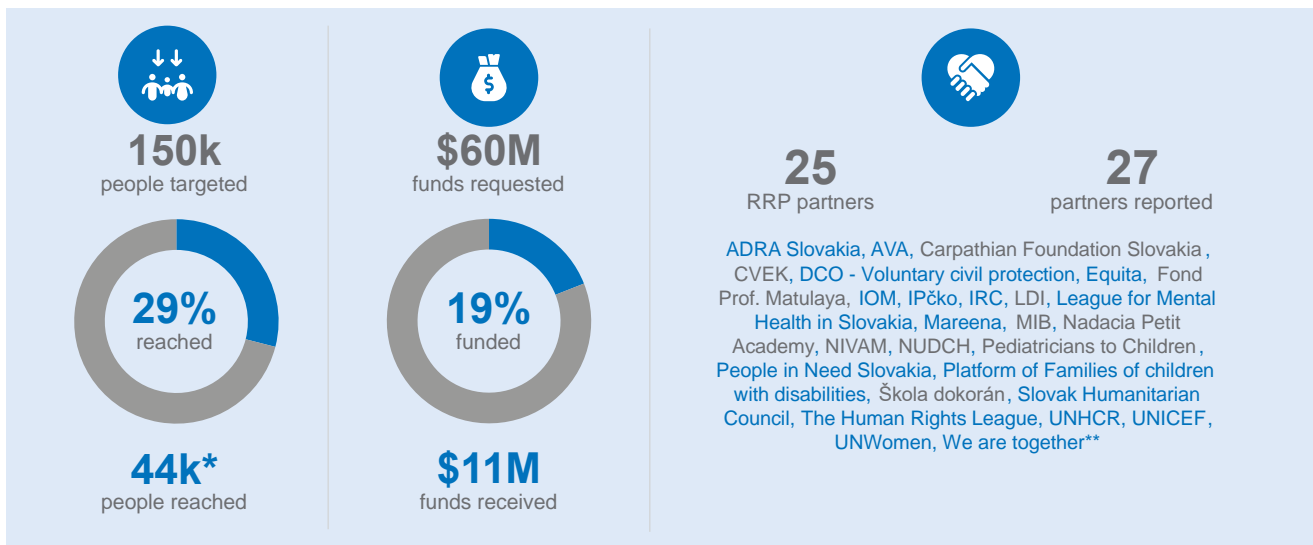 150k
people targeted
29%
reached
44k*
people reached
$60M
funds requested
19%
funded
$11M
funds received
25
RRP partners
27
partners reported
ADRA Slovakia, AVA, Carpathian Foundation Slovakia ,
CVEK, DCO - Voluntary civil protection, Equita, Fond
Prof. Matulaya, IOM, IPčko, IRC, LDI, League for Mental
Health in Slovakia, Mareena, MIB, Nadacia Petit
Academy, NIVAM, NUDCH, Pediatricians to Children ,
People in Need Slovakia, Platform of Families of children
with disabilities, Škola dokorán , Slovak Humanitarian
Council, The Human Rights League, UNHCR, UNICEF,
UNWomen, We are together**